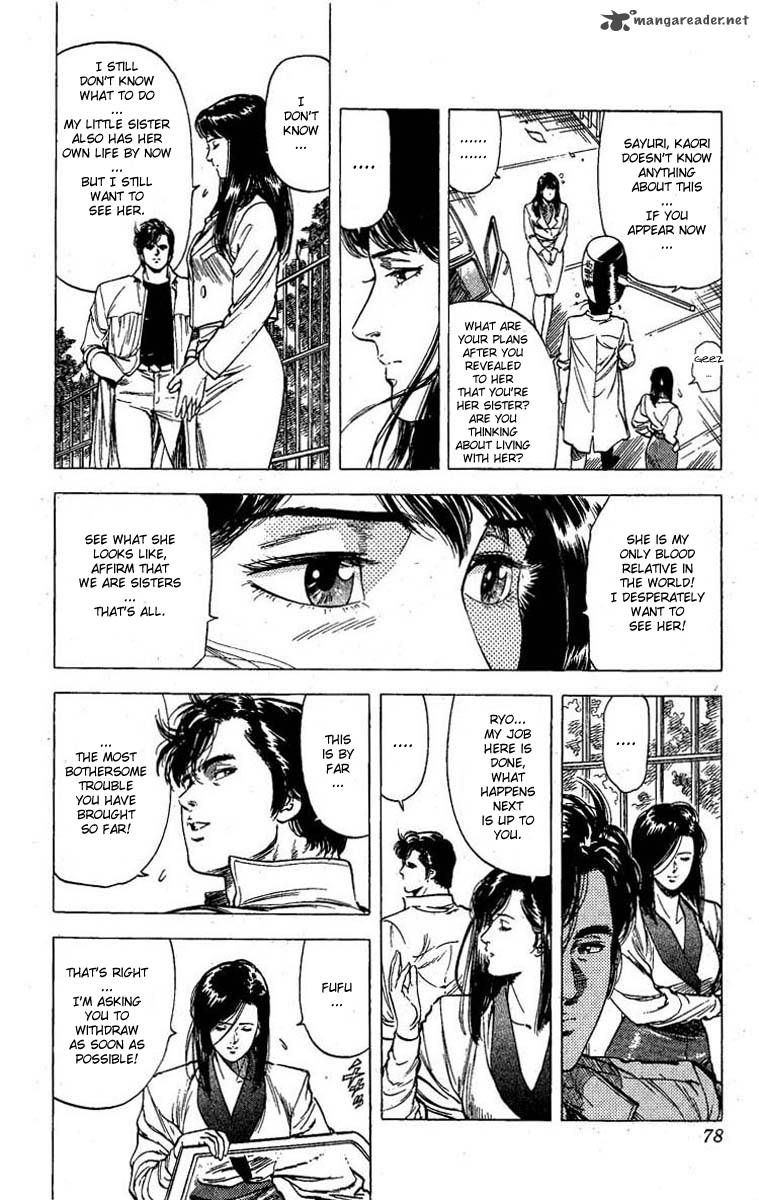 mangareader.net
SAYURI, KAORI
DOESN'T KNOW
ANYTHING
ABOUT THIS
...
IF YOU
APPEAR NOW
...
Geez
...
WHAT ARE
YOUR PLANS
AFTER YOU
REVEALED
TO HER
THAT YOU'RE
HER SISTER?
ARE YOU
THINKING
ABOUT LIVING
WITH HER?
......
......
....
I
DON'T
KNOW
...
I STILL
DON'T KNOW
WHAT TO DO
...
MY LITTLE SISTER
ALSO HAS HER
OWN LIFE BY NOW
...
BUT I STILL
WANT TO
SEE HER.
SHE IS MY
ONLY BLOOD
RELATIVE
IN THE WORLD!
I DESPERATELY
WANT TO
SEE HER!
SEE WHAT SHE
LOOKS LIKE,
AFFIRM THAT
WE ARE SISTERS
...
THAT'S ALL.
....
RYO...
MY JOB
HERE IS
DONE,
WHAT
HAPPENS
NEXT
IS UP TO
YOU.
....
THIS
IS BY
FAR
...
...
THE MOST
BOTHERSOME
TROUBLE
YOU HAVE
BROUGHT
SO FAR!
FUFU
...
THAT'S RIGHT
...
I'M ASKING
YOU TO
WITHDRAW
AS SOON AS
POSSIBLE!
78